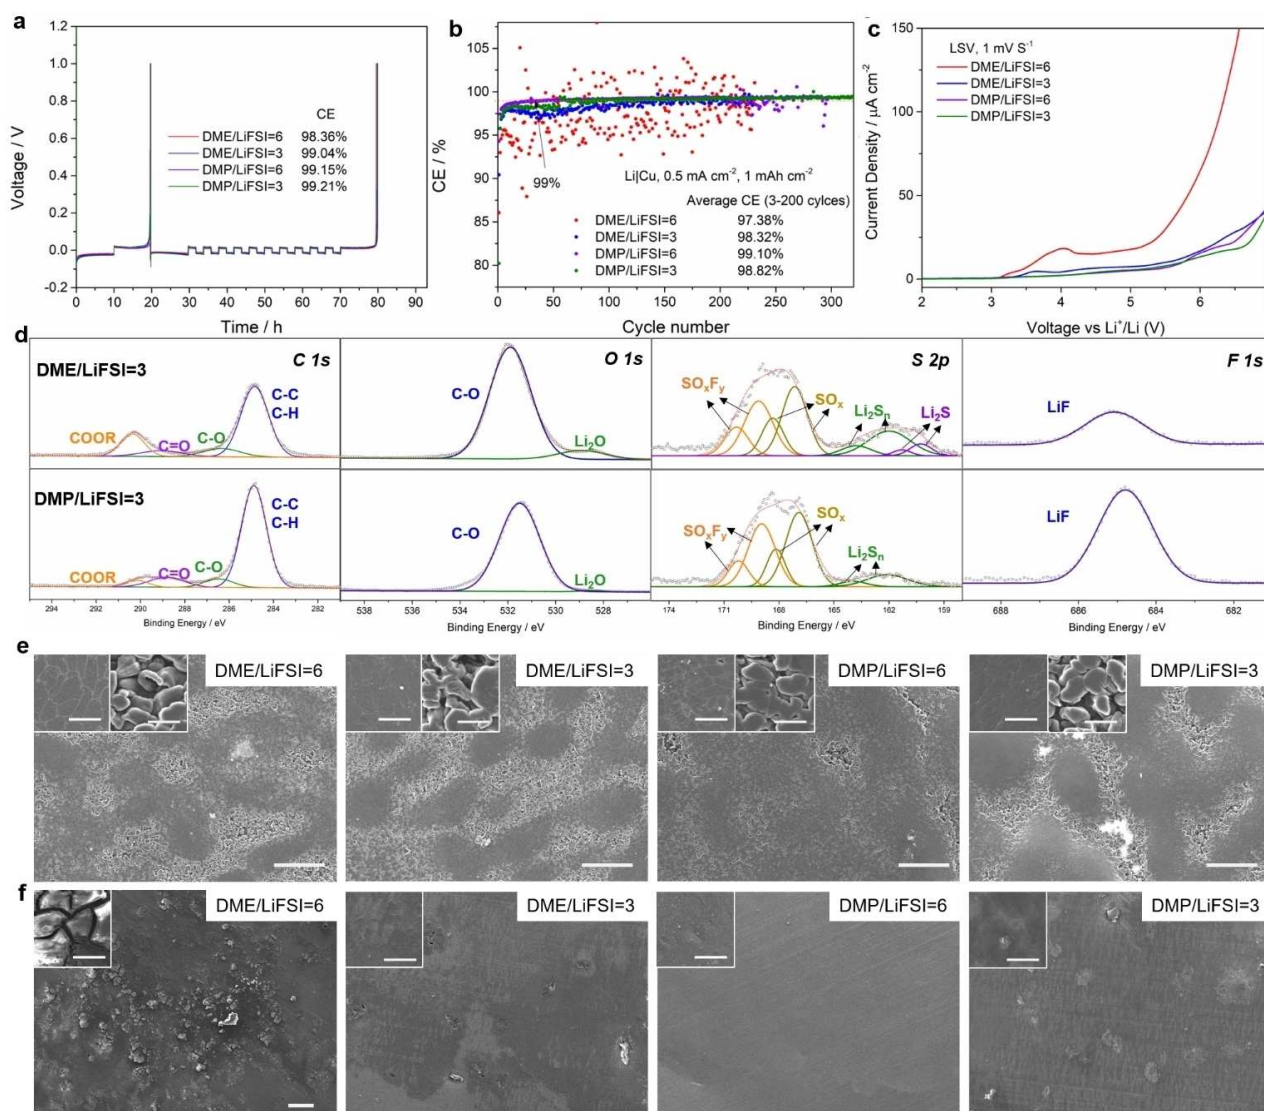 a
1.2
1.0
0.8
0.6
0.4
0.2
0.0
-0.2
Voltage / V
CE
DME/LiFSI=6 98.36%
DME/LiFSI=3 99.04%
DMP/LiFSI=6 99.15%
DMP/LiFSI=3 99.21%
0 10 20 30 40 50 60 70 80 90
Time / h
b
105
100
95
90
85
80
CE / %
99%
Li|Cu, 0.5 mA cm-2, 1 mAh cm-2
Average CE (3-200 cylces)
DME/LiFSI=6 97.38%
DME/LiFSI=3 98.32%
DMP/LiFSI=6 99.10%
DMP/LiFSI=3 98.82%
0 50 100 150 200 250 300
Cycle number
c
150
100
50
0
Current Density / μA cm-2
LSV, 1 mV S-1
DME/LiFSI=6
DME/LiFSI=3
DMP/LiFSI=6
DMP/LiFSI=3
2 3 4 5 6
Voltage vs Li+/Li (V)
d
DME/LiFSI=3
C 1s
COOR
C=O
C-O
C-C
C-H
O 1s
C-O
Li2O
S 2p
SOxFy
SOx
Li2Sn
Li2S
F 1s
LiF
DMP/LiFSI=3
COOR
C=O
C-O
C-C
C-H
C-O
Li2O
SOxFy
SOx
Li2Sn
LiF
294 292 290 288 286 284 282
Binding Energy / eV
538 536 534 532 530 528
Binding Energy / eV
174 171 168 165 162 159
Binding Energy / eV
688 686 684 682
Binding Energy / eV
e
DME/LiFSI=6
DME/LiFSI=3
DMP/LiFSI=6
DMP/LiFSI=3
f
DME/LiFSI=6
DME/LiFSI=3
DMP/LiFSI=6
DMP/LiFSI=3